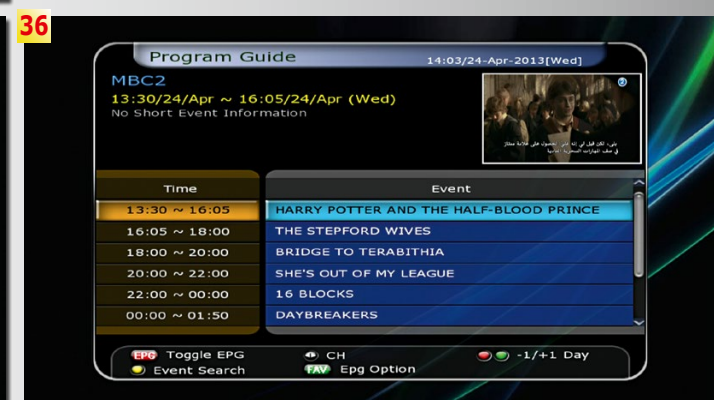 36
Program Guide
14:03/24-Apr-2013[Wed]
MBC2
13:30/24/Apr ~ 16:05/24/Apr (Wed)
No Short Event Information
2
Time
Event
13:30 ~ 16:05 HARRY POTTER AND THE HALF-BLOOD PRINCE
16:05 ~ 18:00 THE STEPFORD WIVES
18:00 ~ 20:00 BRIDGE TO TERABITHIA
20:00 ~ 22:00 SHE'S OUT OF MY LEAGUE
22:00 ~ 00:00 16 BLOCKS
00:00 ~ 01:50 DAYBREAKERS
EPG Toggle EPG CH -1/+1 Day
Event Search FAV Epg Option